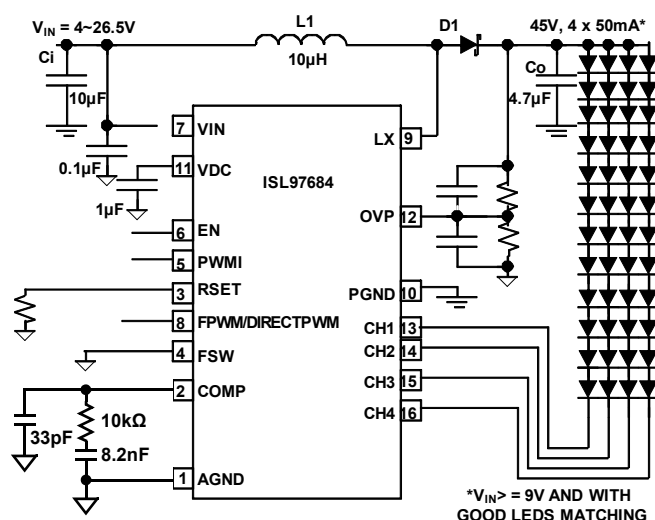 V_IN = 4~26.5V
L1
D1
45V, 4 x 50mA*
Ci
10µH
Co
10µF
4.7µF
7 VIN
LX 9
0.1µF
11 VDC
ISL97684
1µF
OVP 12
6 EN
5 PWMI
3 RSET
PGND 10
8 FPWM/DIRECTPWM
CH1 13
4 FSW
CH2 14
CH3 15
2 COMP
CH4 16
10kΩ
33pF
8.2nF
1 AGND
*V_IN> = 9V AND WITH
GOOD LEDS MATCHING